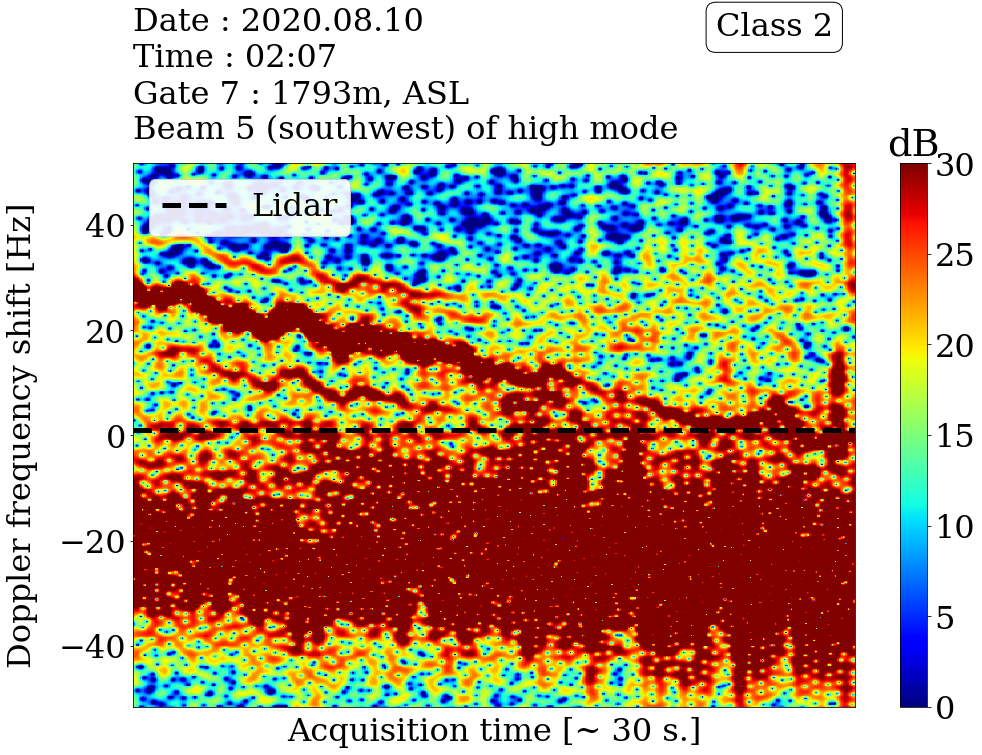 Date : 2020.08.10
Time : 02:07
Gate 7 : 1793m, ASL
Beam 5 (southwest) of high mode
Class 2
dB
Lidar
Doppler frequency shift [Hz]
40
20
0
−20
−40
30
25
20
15
10
5
0
Acquisition time [~ 30 s.]